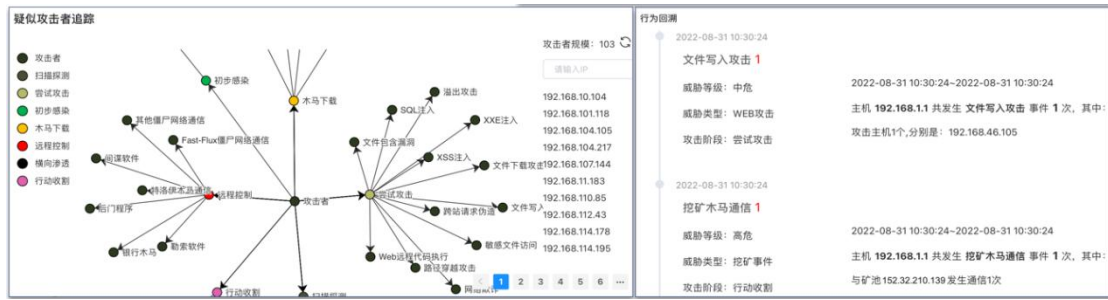 疑似攻击者追踪
攻击者
扫描探测
尝试攻击
初步感染
木马下载
远程控制
横向渗透
行动收割
初步感染
木马下载
其他僵尸网络通信
Fast-Flux僵尸网络通信
间谍软件
特洛伊木马通信
远程控制
后门程序
银行木马
勒索软件
行动收割
扫描探测
攻击者
溢出攻击
SQL注入
XXE注入
文件包含漏洞
XSS注入
文件下载攻击
尝试攻击
跨站请求伪造
文件写入
敏感文件访问
Web远程代码执行
路径穿越攻击
攻击者规模：103
请输入IP
192.168.10.104
192.168.101.118
192.168.104.105
192.168.104.217
192.168.107.144
192.168.11.183
192.168.110.85
192.168.112.43
192.168.114.178
192.168.114.195
< 1 2 3 4 5 6 ···
行为回溯
2022-08-31 10:30:24
文件写入攻击 1
威胁等级：中危
威胁类型：WEB攻击
攻击阶段：尝试攻击
2022-08-31 10:30:24~2022-08-31 10:30:24
主机 192.168.1.1 共发生 文件写入攻击 事件 1 次，其中:
攻击主机1个,分别是：192.168.46.105
2022-08-31 10:30:24
挖矿木马通信 1
威胁等级：高危
威胁类型：挖矿事件
攻击阶段：行动收割
2022-08-31 10:30:24~2022-08-31 10:30:24
主机 192.168.1.1 共发生 挖矿木马通信 事件 1 次，其中:
与矿池 152.32.210.139 发生通信1次